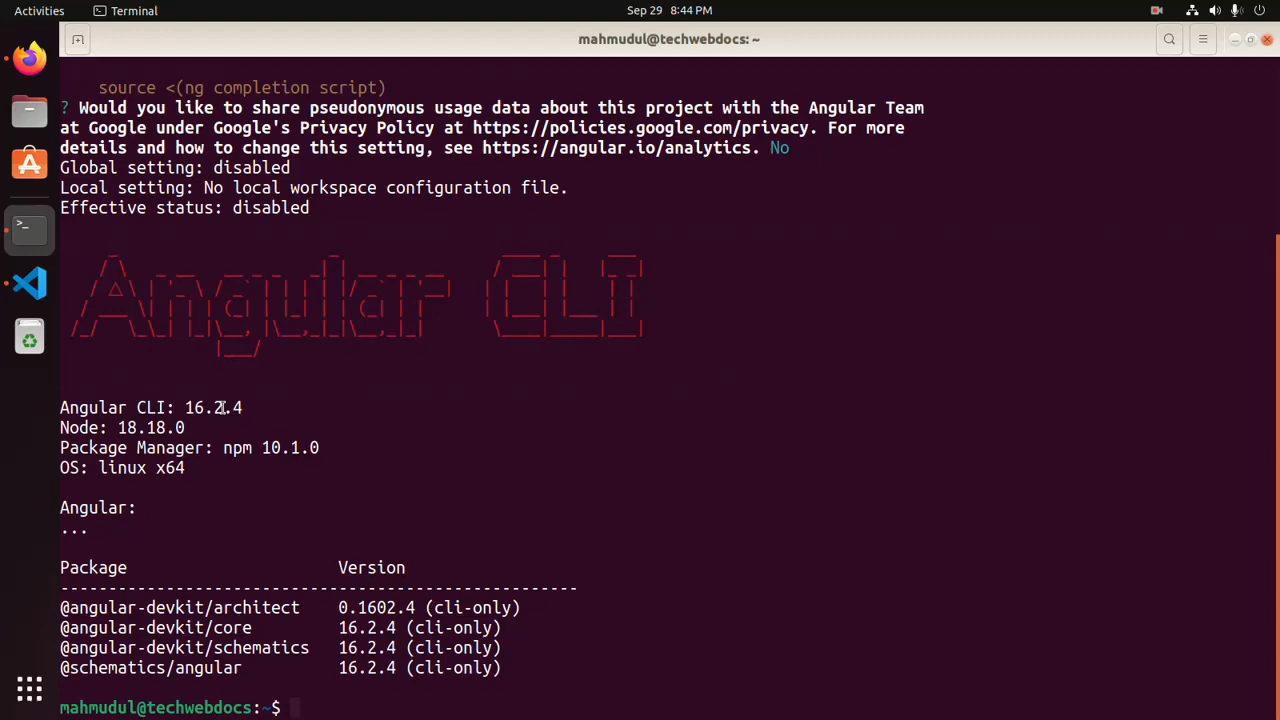 Activities Terminal Sep 29 8:44 PM
mahmudul@techwebdocs: ~
source <(ng completion script)
? Would you like to share pseudonymous usage data about this project with the Angular Team
at Google under Google's Privacy Policy at https://policies.google.com/privacy. For more
details and how to change this setting, see https://angular.io/analytics. No
Global setting: disabled
Local setting: No local workspace configuration file.
Effective status: disabled
Angular CLI
Angular CLI: 16.2.4
Node: 18.18.0
Package Manager: npm 10.1.0
OS: linux x64
Angular:
...
Package Version
------------------------------------------------------
@angular-devkit/architect 0.1602.4 (cli-only)
@angular-devkit/core 16.2.4 (cli-only)
@angular-devkit/schematics 16.2.4 (cli-only)
@schematics/angular 16.2.4 (cli-only)
mahmudul@techwebdocs:~$